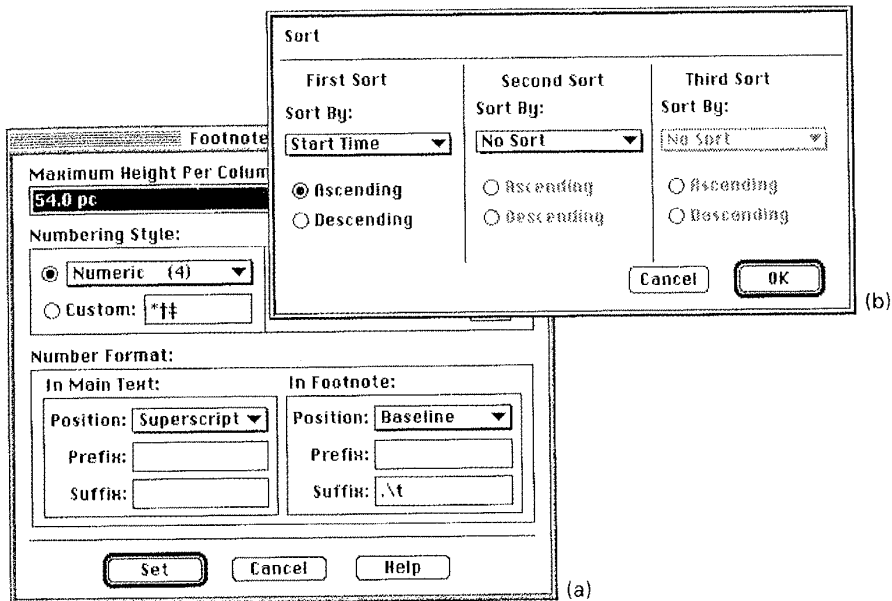 Sort
First Sort
Sort By:
Start Time
Ascending
Descending
Second Sort
Sort By:
No Sort
Ascending
Descending
Third Sort
Sort By:
No Sort
Ascending
Descending
Cancel
OK
(b)
Footnote
Maximum Height Per Colum
54.0 pc
Numbering Style:
Numeric (4)
Custom: *†‡
Number Format:
In Main Text:
Position: Superscript
Prefix:
Suffix:
In Footnote:
Position: Baseline
Prefix:
Suffix: .\t
Set
Cancel
Help
(a)